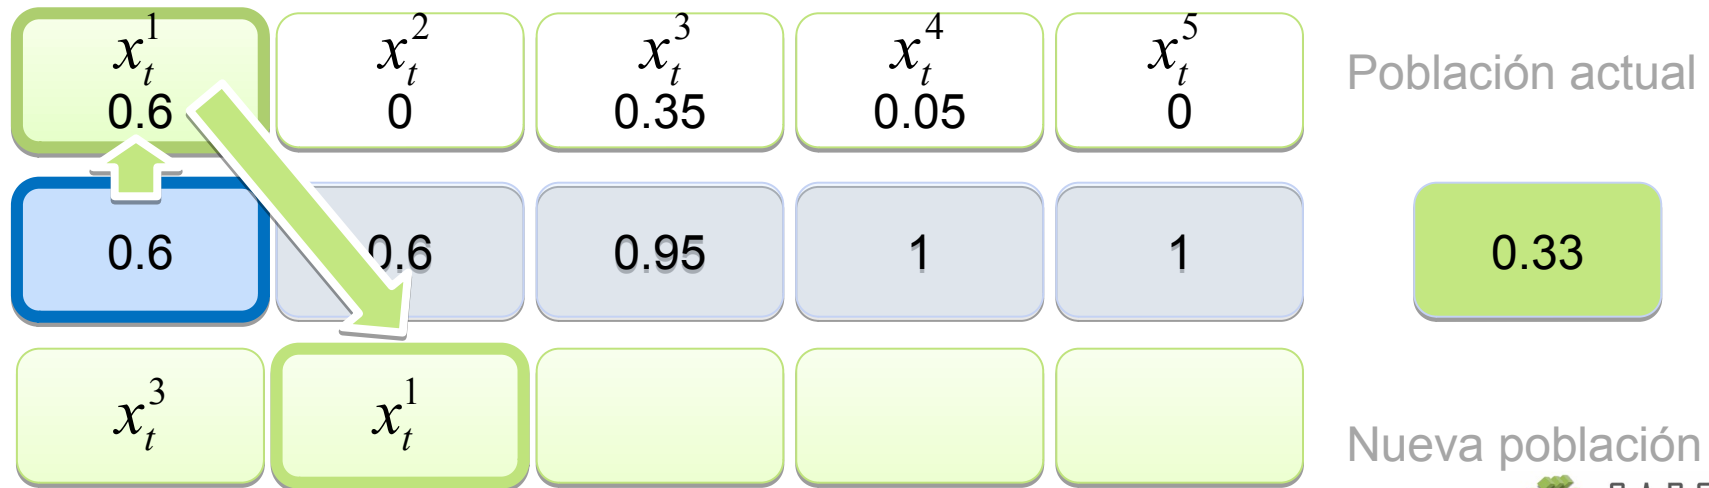 x_t^1 x_t^2 x_t^3 x_t^4 x_t^5 Población actual
0.6 0 0.35 0.05 0
0.6 0.6 0.95 1 1 0.33
x_t^3 x_t^1
Nueva población